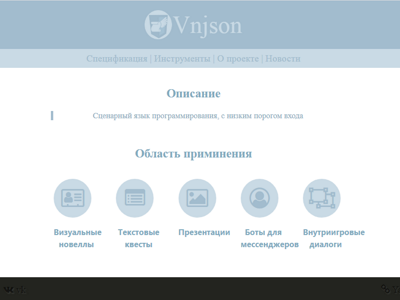 Vnjson
Спецификация | Инструменты | О проекте | Новости
Описание
Сценарный язык программирования, с низким порогом входа
Область приминения
Визуальные новеллы
Текстовые квесты
Презентации
Боты для мессенджеров
Внутриигровые диалоги